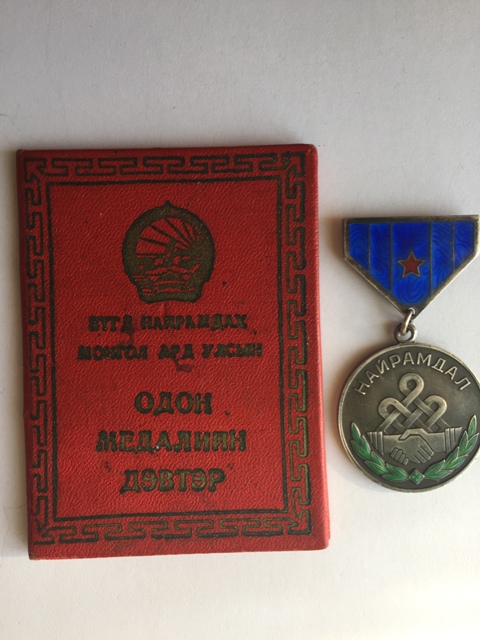 БҮГД НАЙРАМДАХ
МОНГОЛ АРД УЛСЫН
ОДОН
МЕДАЛИЙН
ДЭВТЭР
НАЙРАМДАЛ